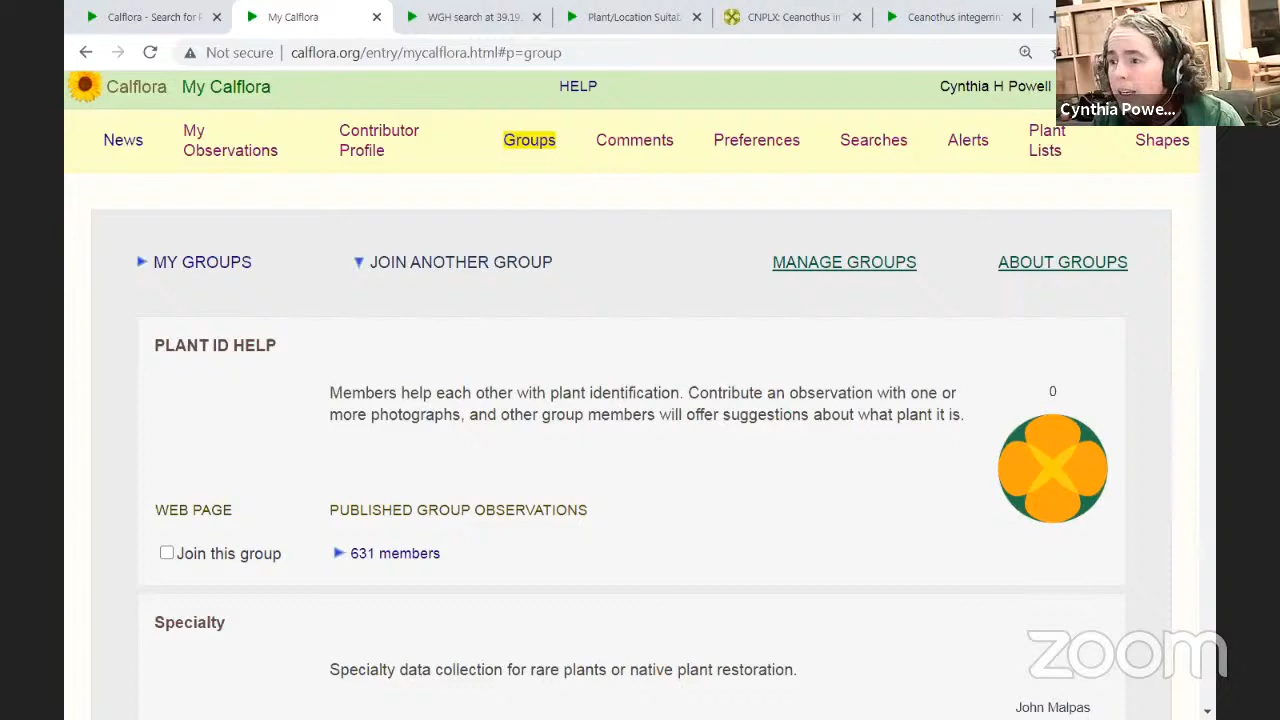 Calflora - Search for
My Calflora
WGH search at 39.19
Plant/Location Suitab
CNPLX: Ceanothus in
Ceanothus integerrin
Not secure | calflora.org/entry/mycalflora.html#p=group
Calflora My Calflora HELP Cynthia H Powell
Cynthia Powe...
News My Observations Contributor Profile Groups Comments Preferences Searches Alerts Plant Lists Shapes
MY GROUPS JOIN ANOTHER GROUP MANAGE GROUPS ABOUT GROUPS
PLANT ID HELP
Members help each other with plant identification. Contribute an observation with one or
more photographs, and other group members will offer suggestions about what plant it is.
0
WEB PAGE PUBLISHED GROUP OBSERVATIONS
Join this group 631 members
Specialty
Specialty data collection for rare plants or native plant restoration.
John Malpas
zoom